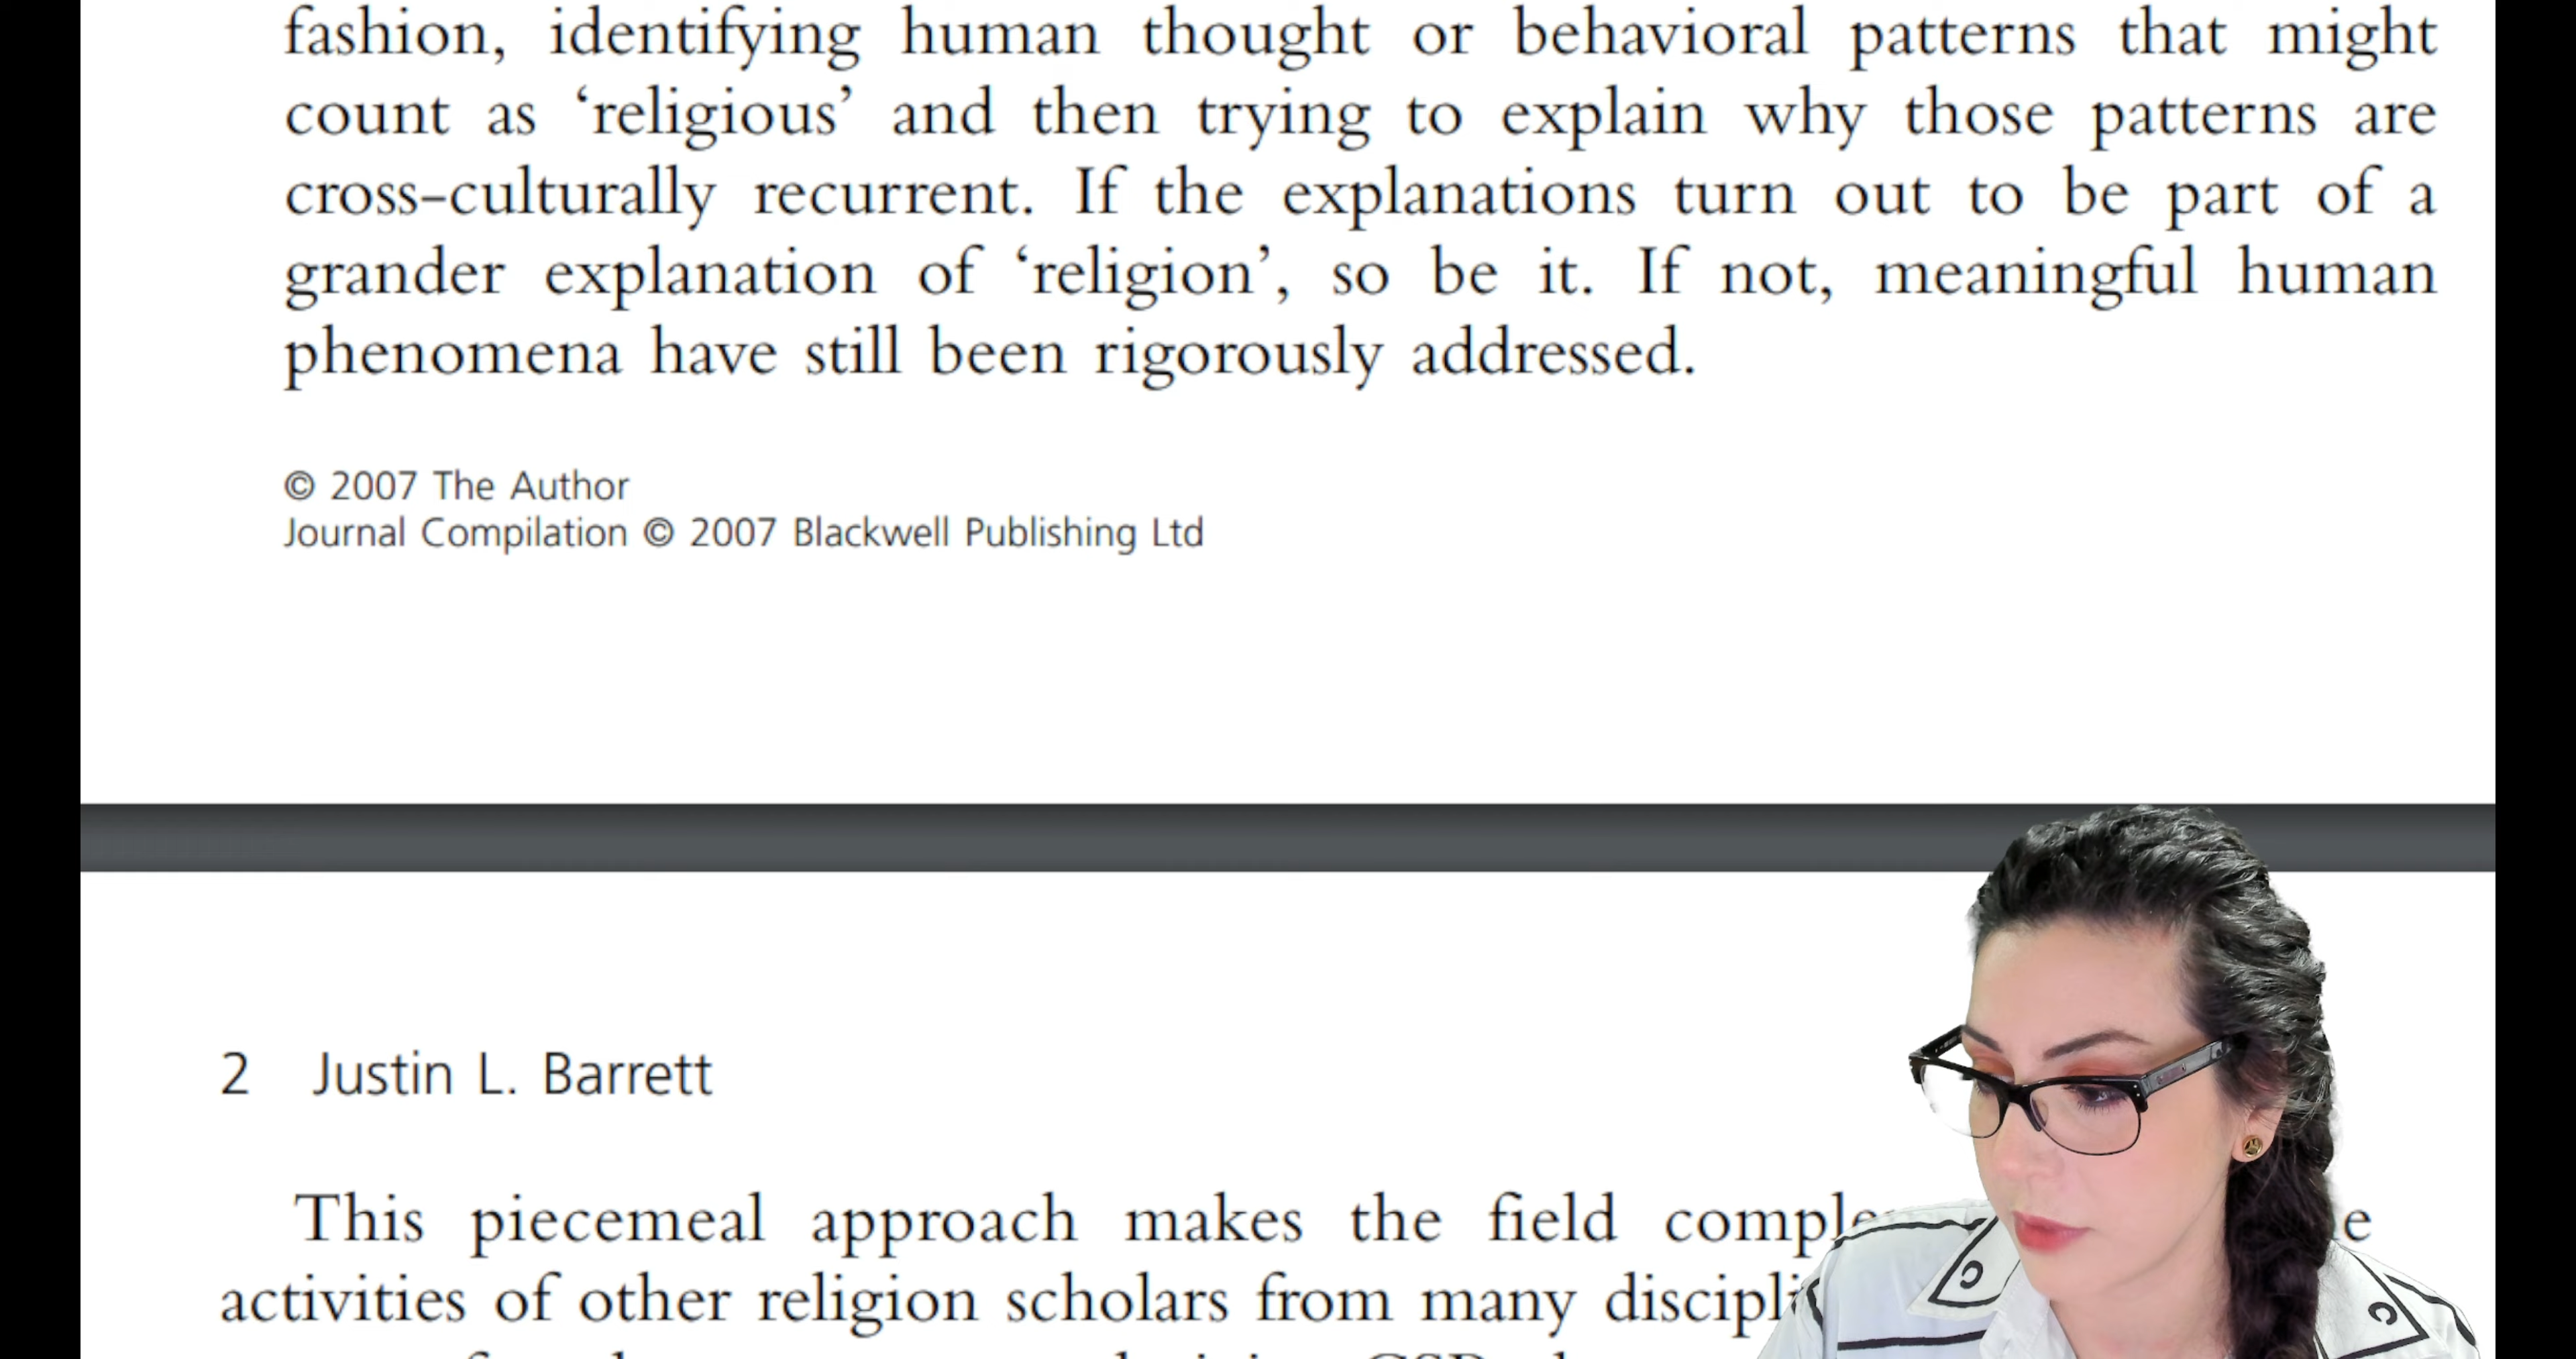 fashion, identifying human thought or behavioral patterns that might
count as ‘religious’ and then trying to explain why those patterns are
cross-culturally recurrent. If the explanations turn out to be part of a
grander explanation of ‘religion’, so be it. If not, meaningful human
phenomena have still been rigorously addressed.
© 2007 The Author
Journal Compilation © 2007 Blackwell Publishing Ltd
2 Justin L. Barrett
This piecemeal approach makes the field
activities of other religion scholars from many